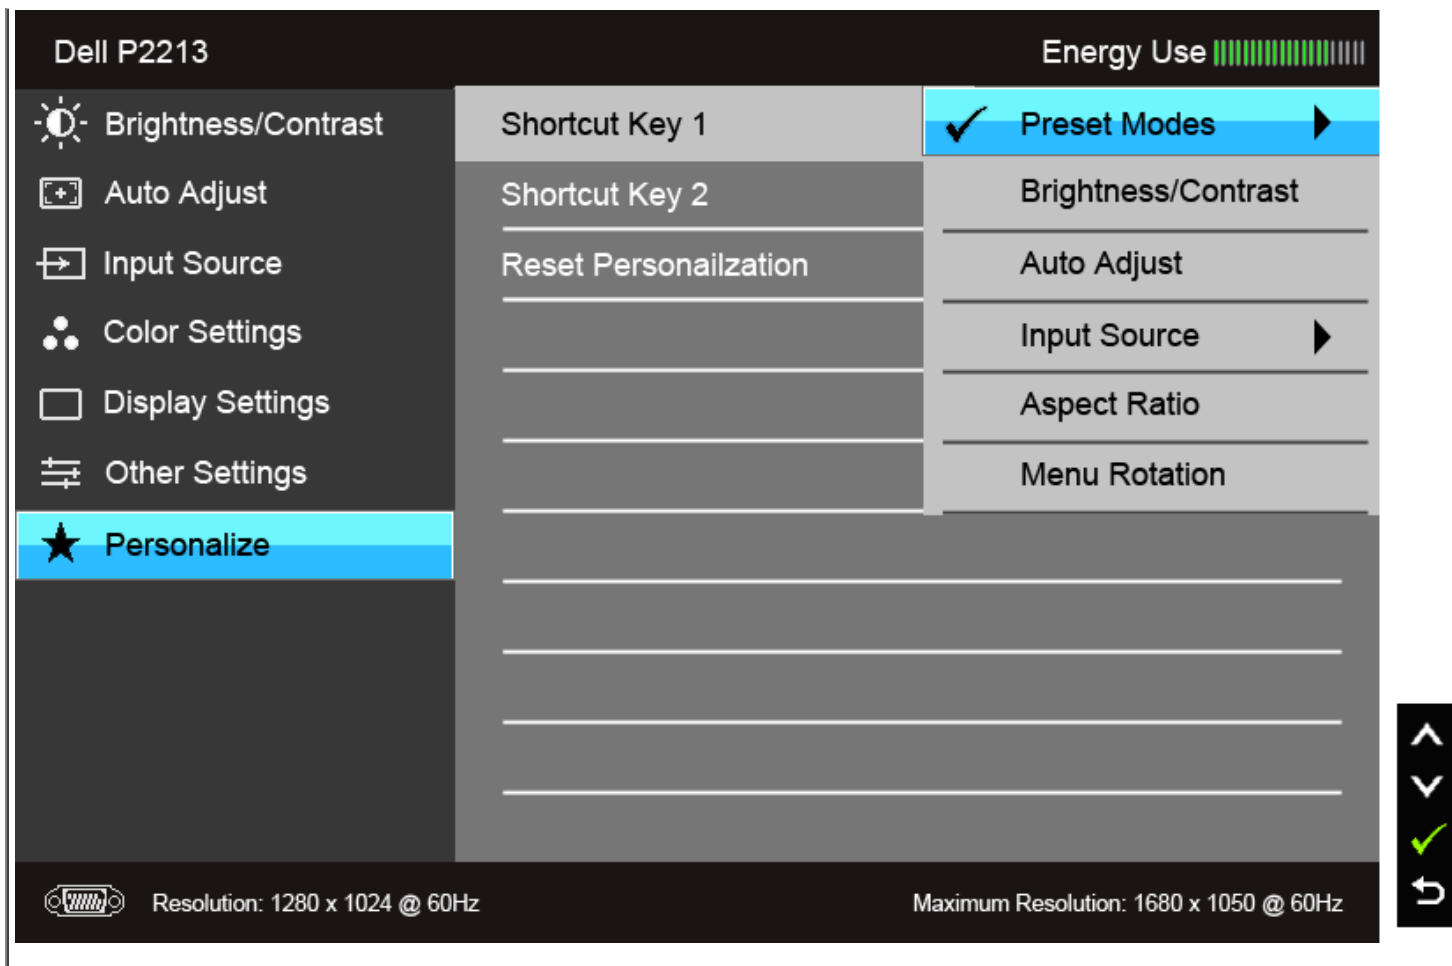 Dell P2213 Energy Use
Brightness/Contrast Shortcut Key 1 Preset Modes
Auto Adjust Shortcut Key 2 Brightness/Contrast
Input Source Reset Personailzation Auto Adjust
Color Settings Input Source
Display Settings Aspect Ratio
Other Settings Menu Rotation
Personalize
Resolution: 1280 x 1024 @ 60Hz Maximum Resolution: 1680 x 1050 @ 60Hz